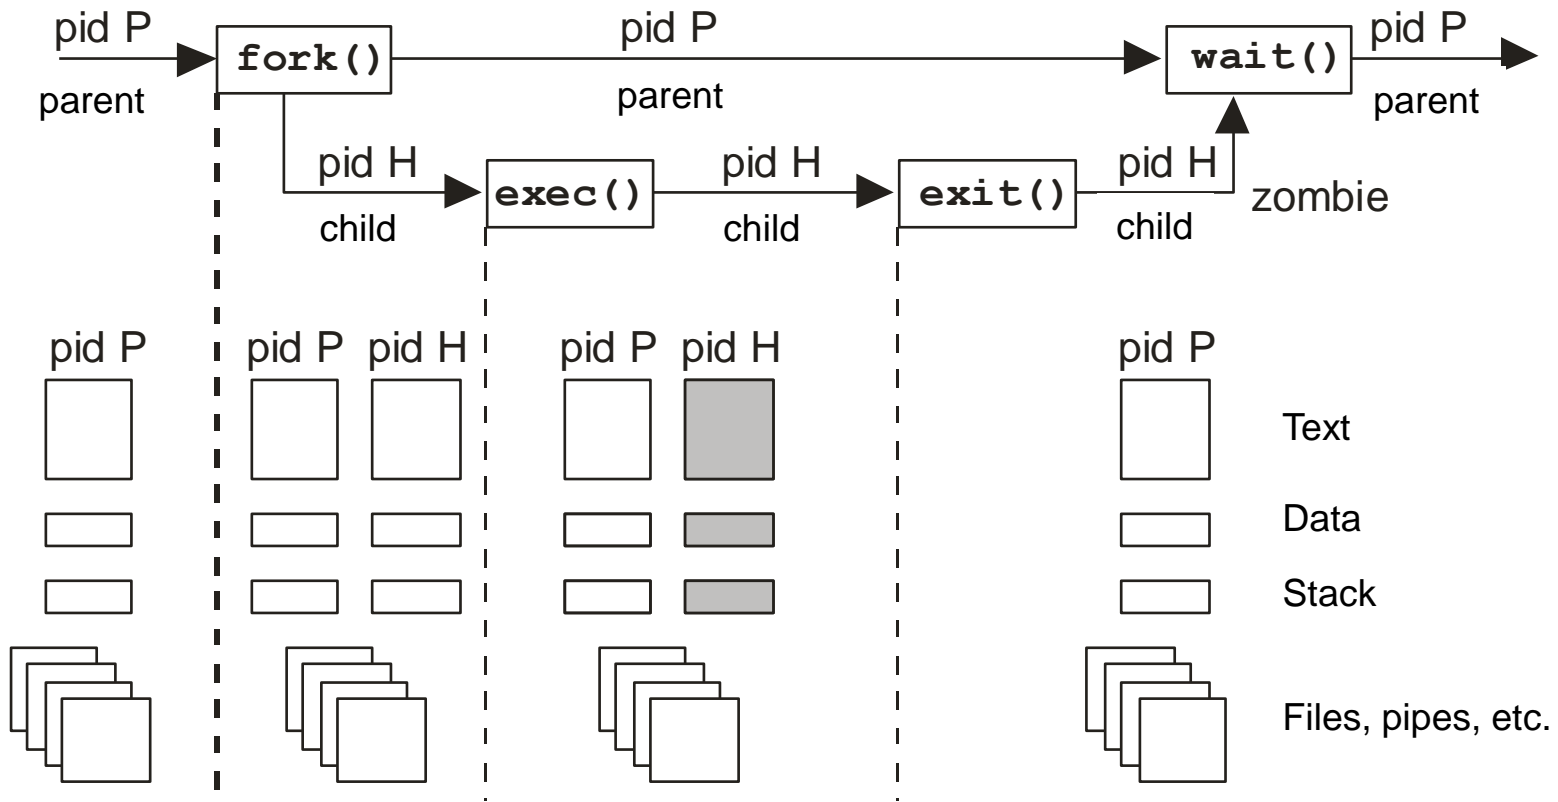 pid P
pid P
pid P
fork()
wait()
parent
parent
parent
pid H
pid H
pid H
exec()
exit()
zombie
child
child
child
pid P
pid P pid H
pid P pid H
pid P
Text
Data
Stack
Files, pipes, etc.